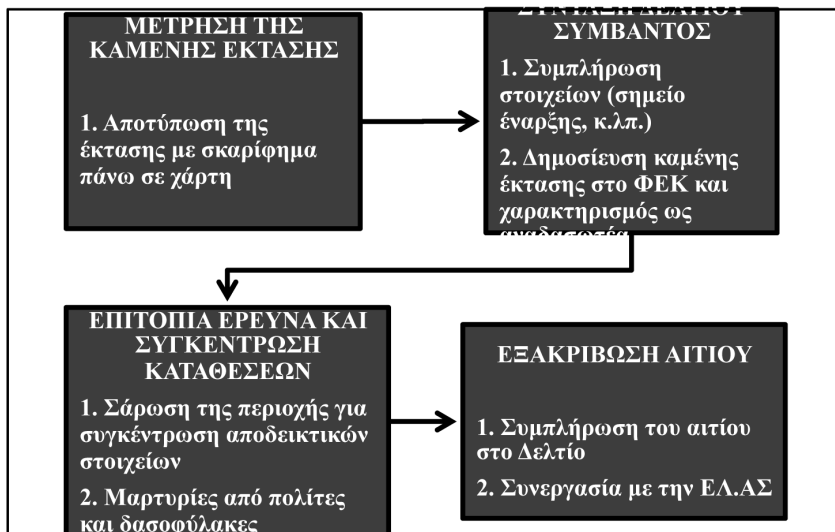 ΜΕΤΡΗΣΗ ΤΗΣ
ΚΑΜΕΝΗΣ ΕΚΤΑΣΗΣ
1. Αποτύπωση της
έκτασης με σκαρίφημα
πάνω σε χάρτη
ΣΥΝΤΑΞΗ ΔΕΛΤΙΟΥ
ΣΥΜΒΑΝΤΟΣ
1. Συμπλήρωση
στοιχείων (σημείο
έναρξης, κ.λπ.)
2. Δημοσίευση καμένης
έκτασης στο ΦΕΚ και
χαρακτηρισμός ως
αναδασωτέα
ΕΠΙΤΟΠΙΑ ΕΡΕΥΝΑ ΚΑΙ
ΣΥΓΚΕΝΤΡΩΣΗ
ΚΑΤΑΘΕΣΕΩΝ
1. Σάρωση της περιοχής για
συγκέντρωση αποδεικτικών
στοιχείων
2. Μαρτυρίες από πολίτες
και δασοφύλακες
ΕΞΑΚΡΙΒΩΣΗ ΑΙΤΙΟΥ
1. Συμπλήρωση του αιτίου
στο Δελτίο
2. Συνεργασία με την ΕΛ.ΑΣ